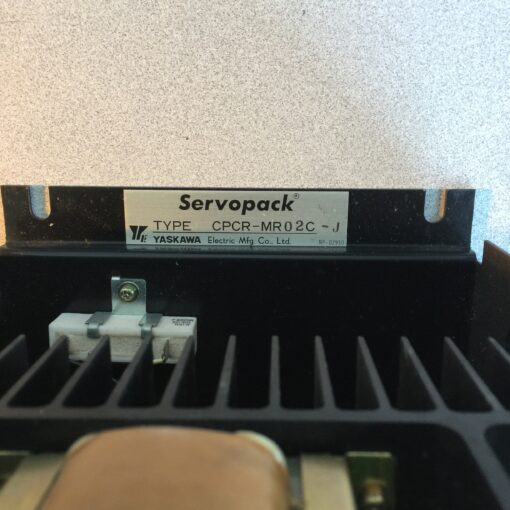 Servopack®
TYPE CPCR-MR02C-J
YASKAWA Electric Mfg Co., Ltd.